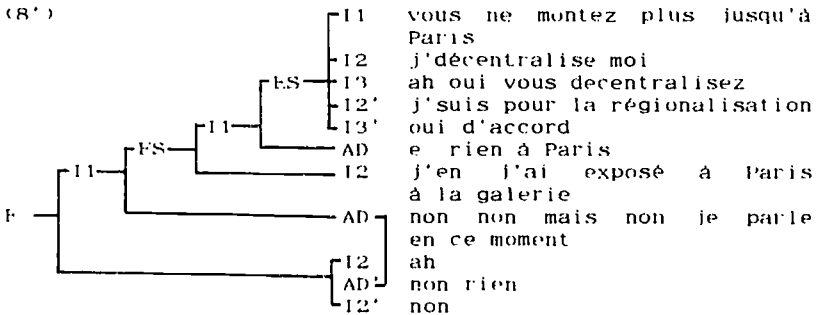 (8')
I1 vous ne montez plus jusqu'à
Paris
I2 j'décentralise moi
ES I3 ah oui vous decentralisez
I2' j'suis pour la régionalisation
I1 I3' oui d'accord
ES AD e rien à Paris
I1 I2 j'en j'ai exposé à Paris
à la galerie
E AD non non mais non je parle
en ce moment
I2 ah
AD' non rien
I2' non